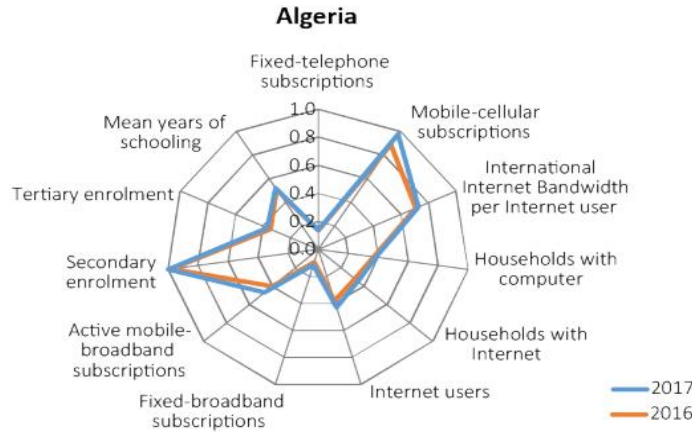 Algeria
Fixed-telephone
subscriptions
Mobile-cellular
subscriptions
International
Internet Bandwidth
per Internet user
Households with
computer
Households with
Internet
Internet users
Fixed-broadband
subscriptions
Active mobile-
broadband
subscriptions
Secondary
enrolment
Tertiary enrolment
Mean years of
schooling
1.0
0.8
0.6
0.4
0.2
0.0
2017
2016